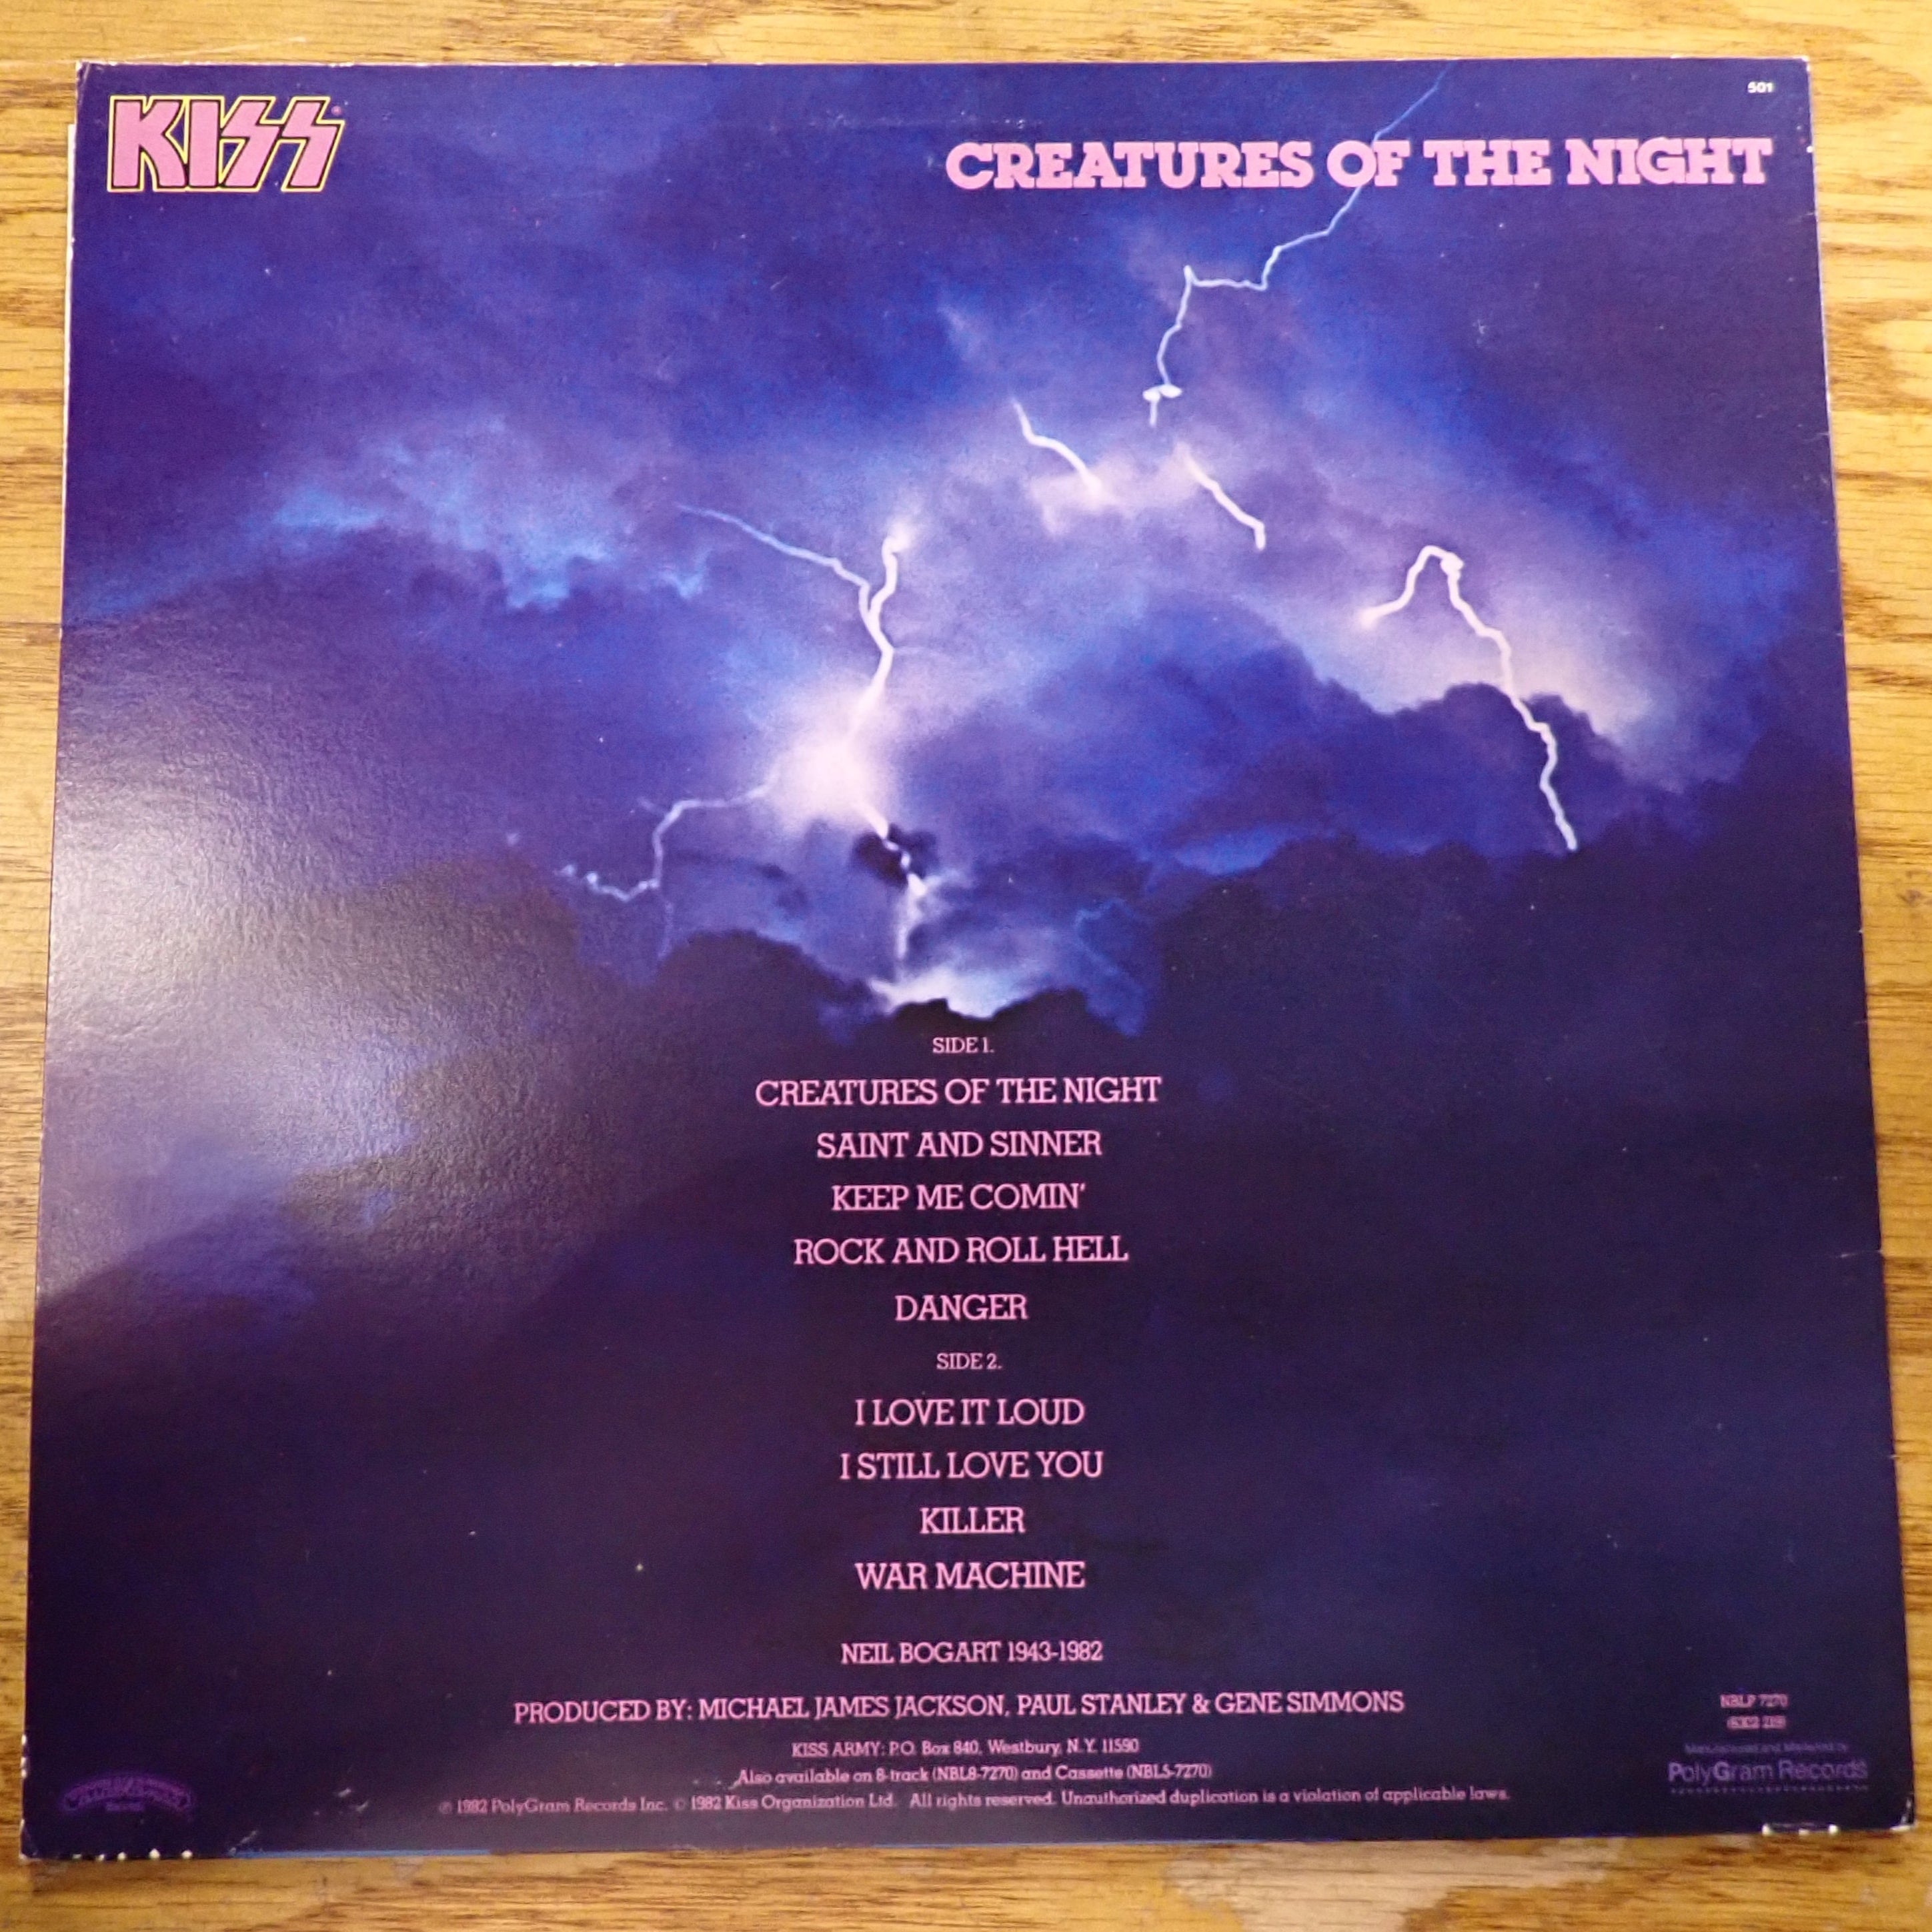 KISS
501
CREATURES OF THE NIGHT
SIDE 1.
CREATURES OF THE NIGHT
SAINT AND SINNER
KEEP ME COMIN'
ROCK AND ROLL HELL
DANGER
SIDE 2.
I LOVE IT LOUD
I STILL LOVE YOU
KILLER
WAR MACHINE
NEIL BOGART 1943-1982
PRODUCED BY: MICHAEL JAMES JACKSON, PAUL STANLEY & GENE SIMMONS
KISS ARMY: P.O. Box 840, Westbury, N.Y. 11590
Also available on 8-track (NBL8-7270) and Cassette (NBL5-7270)
℗ 1982 PolyGram Records Inc. © 1982 Kiss Organization Ltd. All rights reserved. Unauthorized duplication is a violation of applicable laws.
NBLP 7270
Manufactured and Marketed by
PolyGram Records